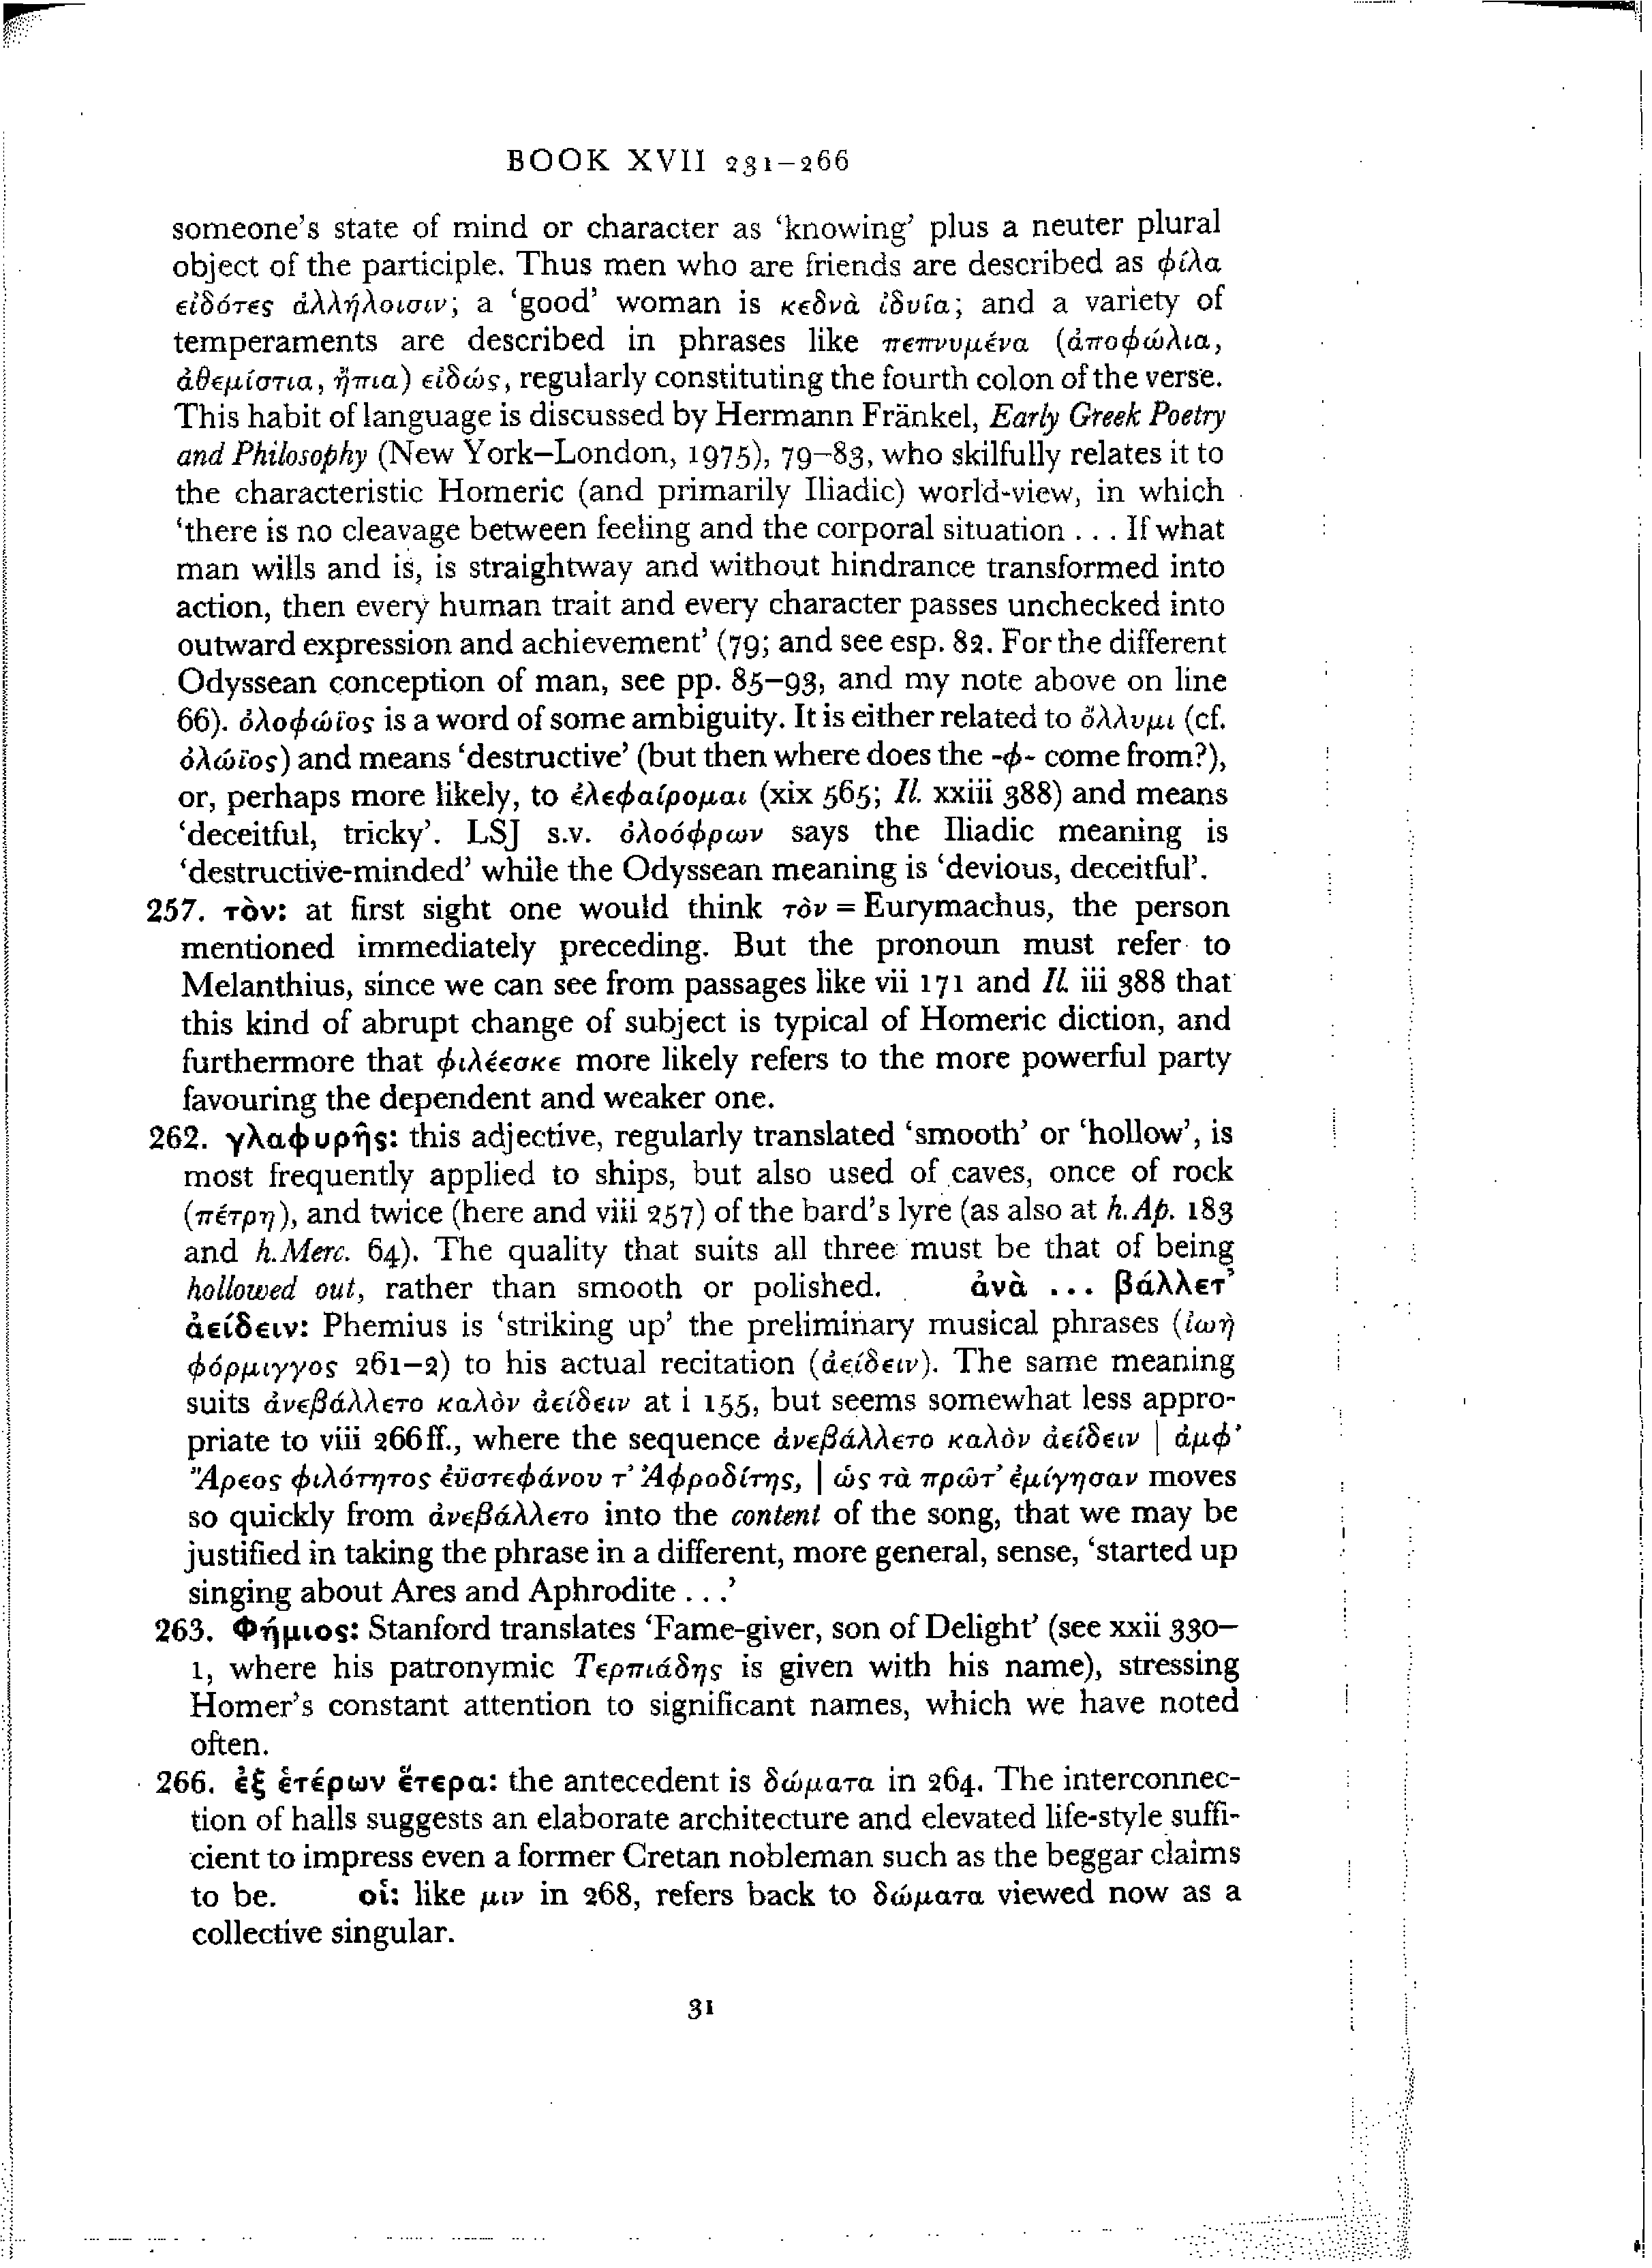 BOOK XVII 231–266
someone's state of mind or character as 'knowing' plus a neuter plural
object of the participle. Thus men who are friends are described as φίλα
εἰδότες ἀλλήλοισιν; a 'good' woman is κεδνὰ ἰδυῖα; and a variety of
temperaments are described in phrases like πεπνυμένα (ἀποφώλια,
ἀθεμίστια, ἤπια) εἰδώς, regularly constituting the fourth colon of the verse.
This habit of language is discussed by Hermann Fränkel, Early Greek Poetry
and Philosophy (New York–London, 1975), 79–83, who skilfully relates it to
the characteristic Homeric (and primarily Iliadic) world-view, in which
'there is no cleavage between feeling and the corporal situation . . . If what
man wills and is, is straightway and without hindrance transformed into
action, then every human trait and every character passes unchecked into
outward expression and achievement' (79; and see esp. 82. For the different
Odyssean conception of man, see pp. 85–93, and my note above on line
66). ὀλοφώϊος is a word of some ambiguity. It is either related to ὄλλυμι (cf.
ὀλώϊος) and means 'destructive' (but then where does the -φ- come from?),
or, perhaps more likely, to ἐλεφαίρομαι (xix 565; Il. xxiii 388) and means
'deceitful, tricky'. LSJ s.v. ὀλοόφρων says the Iliadic meaning is
'destructive-minded' while the Odyssean meaning is 'devious, deceitful'.
257. τὸν: at first sight one would think τὸν = Eurymachus, the person
mentioned immediately preceding. But the pronoun must refer to
Melanthius, since we can see from passages like vii 171 and Il. iii 388 that
this kind of abrupt change of subject is typical of Homeric diction, and
furthermore that φιλέεσκε more likely refers to the more powerful party
favouring the dependent and weaker one.
262. γλαφυρῆς: this adjective, regularly translated 'smooth' or 'hollow', is
most frequently applied to ships, but also used of caves, once of rock
(πέτρη), and twice (here and viii 257) of the bard's lyre (as also at h.Ap. 183
and h.Merc. 64). The quality that suits all three must be that of being
hollowed out, rather than smooth or polished. ἀνὰ ... βάλλετ'
ἀείδειν: Phemius is 'striking up' the preliminary musical phrases (ἰωὴ
φόρμιγγος 261–2) to his actual recitation (ἀείδειν). The same meaning
suits ἀνεβάλλετο καλὸν ἀείδειν at i 155, but seems somewhat less appro-
priate to viii 266 ff., where the sequence ἀνεβάλλετο καλὸν ἀείδειν | ἀμφ'
Ἄρεος φιλότητος ἐϋστεφάνου τ' Ἀφροδίτης, | ὡς τὰ πρῶτ' ἐμίγησαν moves
so quickly from ἀνεβάλλετο into the content of the song, that we may be
justified in taking the phrase in a different, more general, sense, 'started up
singing about Ares and Aphrodite . . .'
263. Φήμιος: Stanford translates 'Fame-giver, son of Delight' (see xxii 330–
1, where his patronymic Τερπιάδης is given with his name), stressing
Homer's constant attention to significant names, which we have noted
often.
266. ἐξ ἑτέρων ἕτερα: the antecedent is δώματα in 264. The interconnec-
tion of halls suggests an elaborate architecture and elevated life-style suffi-
cient to impress even a former Cretan nobleman such as the beggar claims
to be. οἱ: like μιν in 268, refers back to δώματα viewed now as a
collective singular.
31